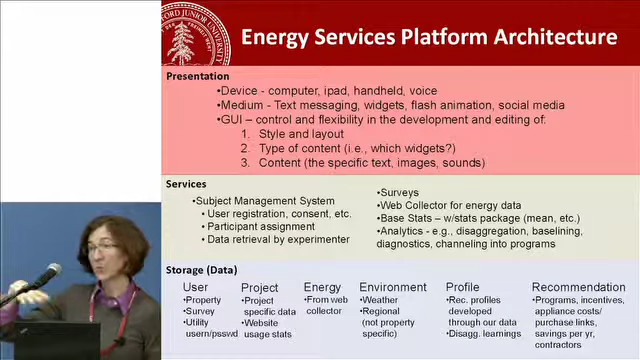 Energy Services Platform Architecture
Presentation
•Device - computer, ipad, handheld, voice
•Medium - Text messaging, widgets, flash animation, social media
•GUI – control and flexibility in the development and editing of:
1. Style and layout
2. Type of content (i.e., which widgets?)
3. Content (the specific text, images, sounds)
Services
•Subject Management System
• User registration, consent, etc.
• Participant assignment
• Data retrieval by experimenter
•Surveys
•Web Collector for energy data
•Base Stats – w/stats package (mean, etc.)
•Analytics - e.g., disaggregation, baselining,
diagnostics, channeling into programs
Storage (Data)
User
•Property
•Survey
•Utility
usern/psswd
Project
•Project
specific data
•Website
usage stats
Energy
•From web
collector
Environment
•Weather
•Regional
(not property
specific)
Profile
•Rec. profiles
developed
through our data
•Disagg. learnings
Recommendation
•Programs, incentives,
appliance costs/
purchase links,
savings per yr,
contractors